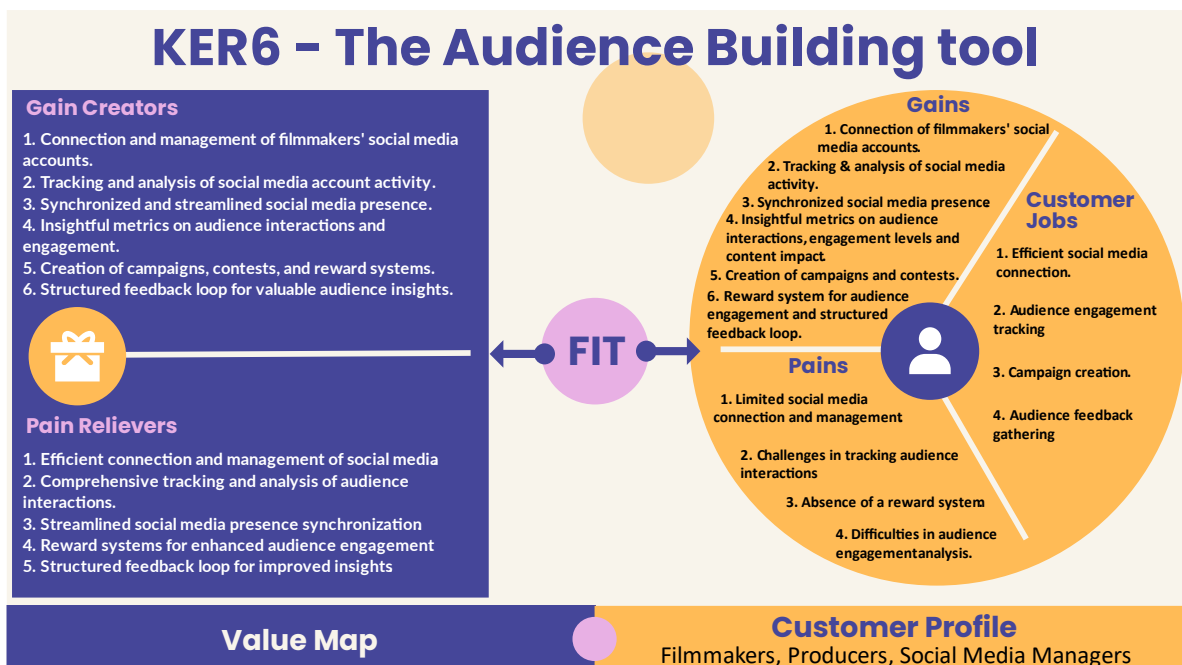 KER6 - The Audience Building tool
Gain Creators
1. Connection and management of filmmakers' social media
accounts.
2. Tracking and analysis of social media account activity.
3. Synchronized and streamlined social media presence.
4. Insightful metrics on audience interactions and
engagement.
5. Creation of campaigns, contests, and reward systems.
6. Structured feedback loop for valuable audience insights.
Pain Relievers
1. Efficient connection and management of social media
2. Comprehensive tracking and analysis of audience
interactions.
3. Streamlined social media presence synchronization
4. Reward systems for enhanced audience engagement
5. Structured feedback loop for improved insights
FIT
Gains
1. Connection of filmmakers' social
media accounts.
2. Tracking & analysis of social media
activity.
3. Synchronized social media presence
4. Insightful metrics on audience
interactions, engagement levels and
content impact.
5. Creation of campaigns and contests.
6. Reward system for audience
engagement and structured
feedback loop.
Customer
Jobs
1. Efficient social media
connection.
2. Audience engagement
tracking
3. Campaign creation.
4. Audience feedback
gathering
Pains
1. Limited social media
connection and management.
2. Challenges in tracking audience
interactions
3. Absence of a reward system.
4. Difficulties in audience
engagementanalysis.
Value Map
Customer Profile
Filmmakers, Producers, Social Media Managers